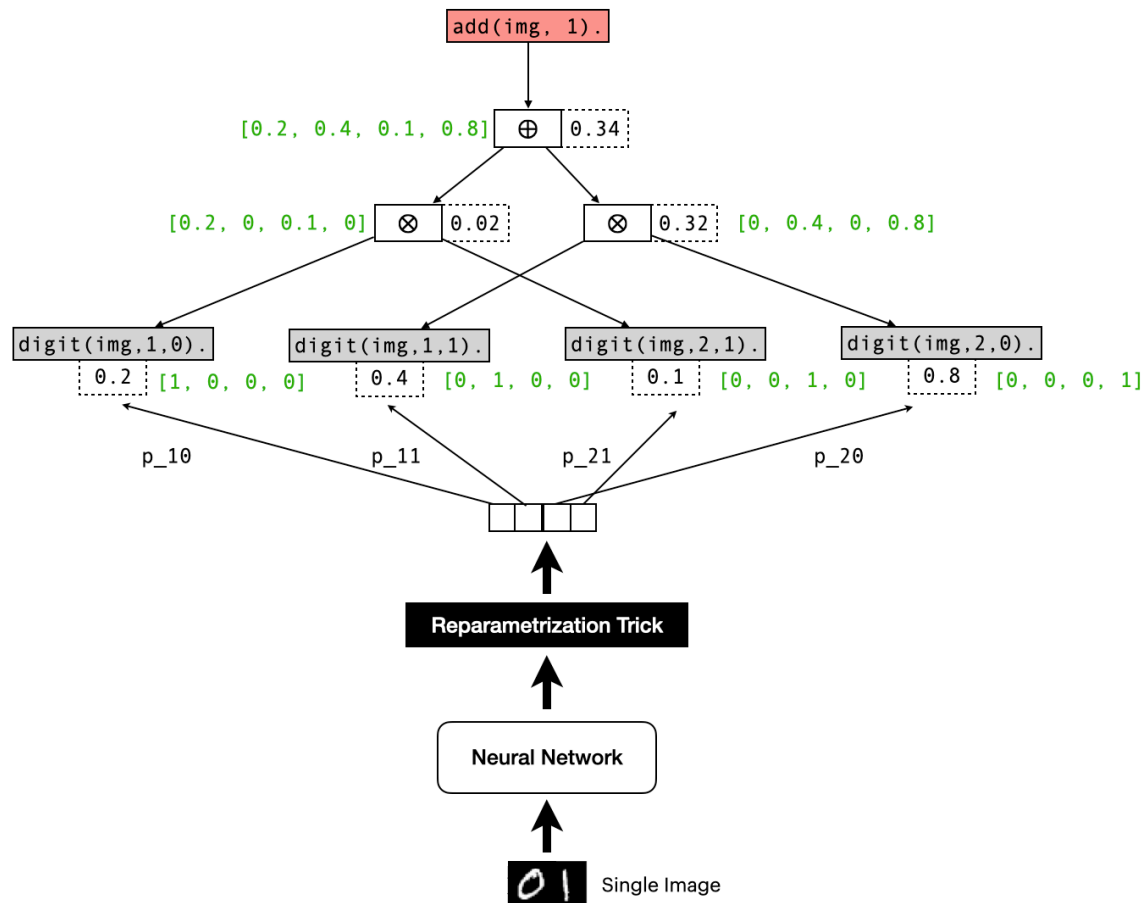 add(img, 1).
[0.2, 0.4, 0.1, 0.8] ⊕ 0.34
[0.2, 0, 0.1, 0] ⊗ 0.02 ⊗ 0.32 [0, 0.4, 0, 0.8]
digit(img,1,0). digit(img,1,1). digit(img,2,1). digit(img,2,0).
0.2 [1, 0, 0, 0] 0.4 [0, 1, 0, 0] 0.1 [0, 0, 1, 0] 0.8 [0, 0, 0, 1]
p_10 p_11 p_21 p_20
Reparametrization Trick
Neural Network
01 Single Image